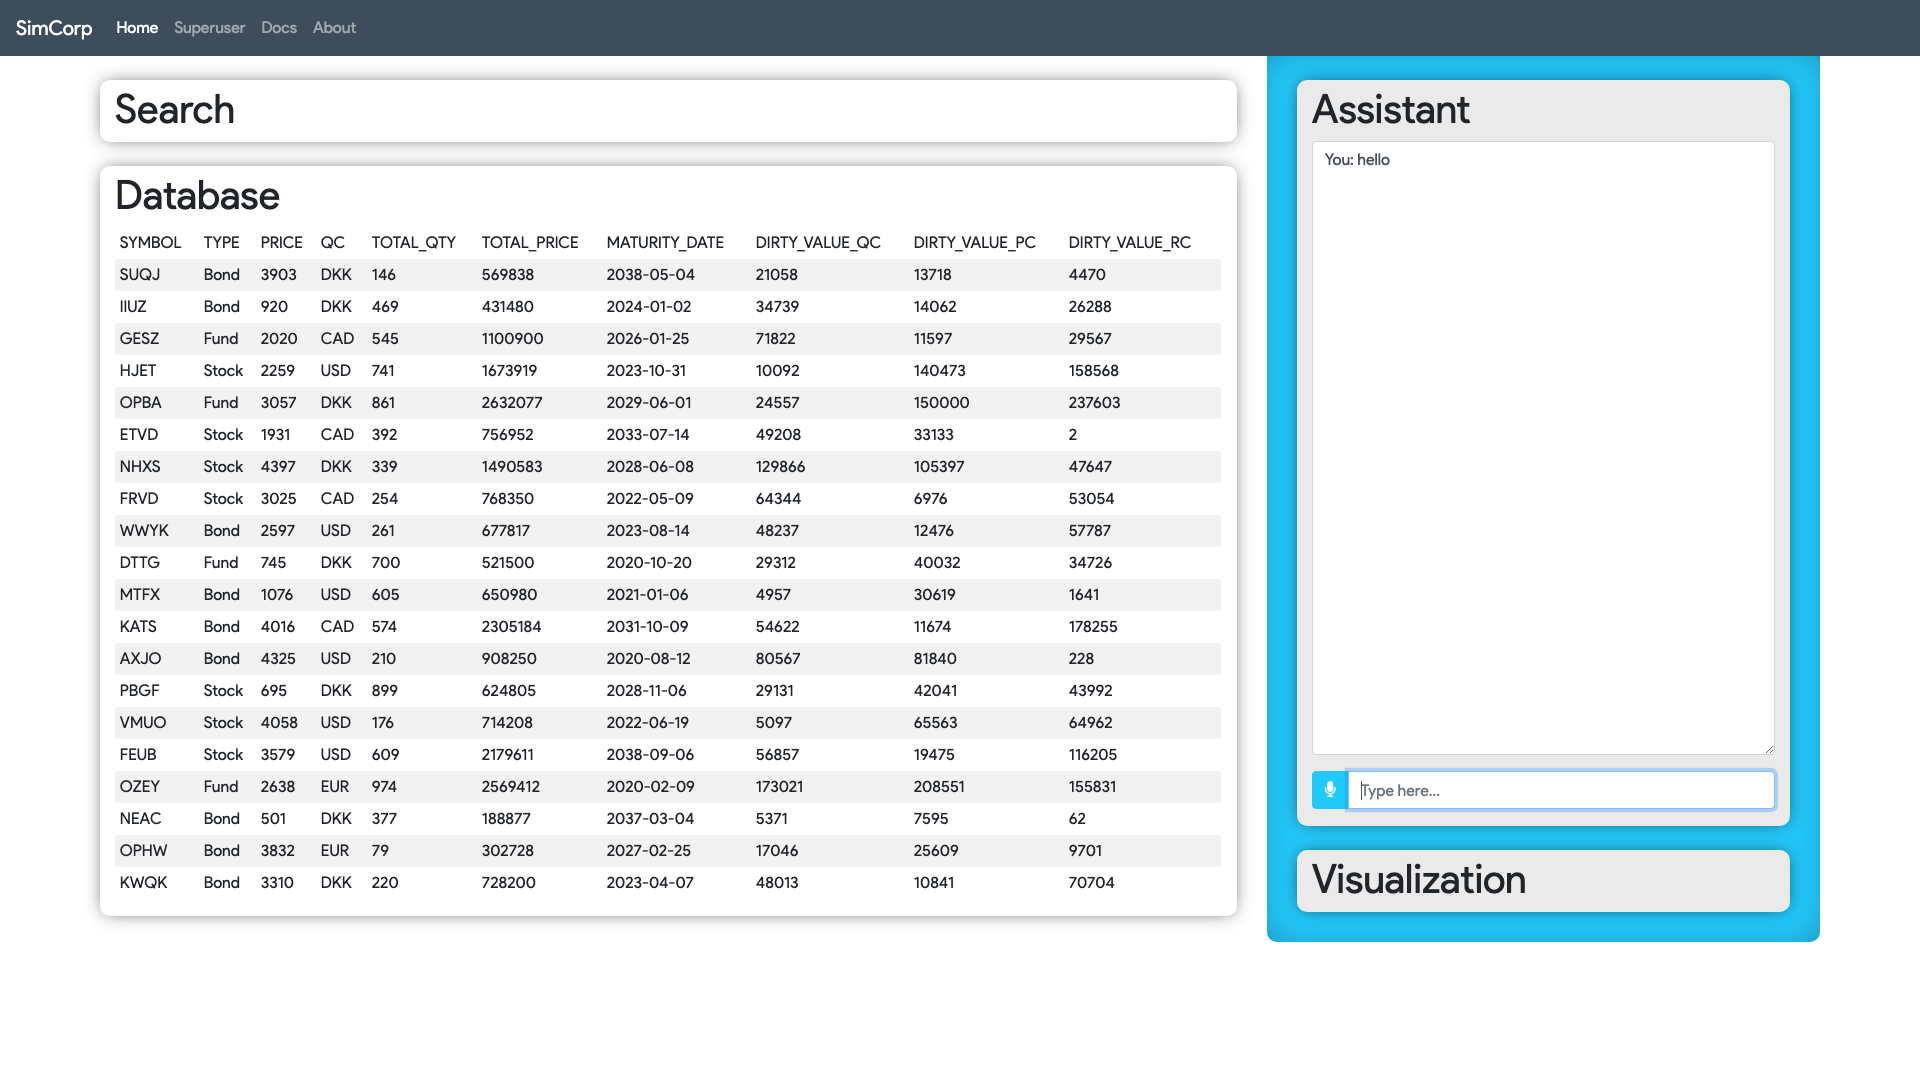 SimCorp Home Superuser Docs About
Search
Database
SYMBOL TYPE PRICE QC TOTAL_QTY TOTAL_PRICE MATURITY_DATE DIRTY_VALUE_QC DIRTY_VALUE_PC DIRTY_VALUE_RC
SUQJ Bond 3903 DKK 146 569838 2038-05-04 21058 13718 4470
IIUZ Bond 920 DKK 469 431480 2024-01-02 34739 14062 26288
GESZ Fund 2020 CAD 545 1100900 2026-01-25 71822 11597 29567
HJET Stock 2259 USD 741 1673919 2023-10-31 10092 140473 158568
OPBA Fund 3057 DKK 861 2632077 2029-06-01 24557 150000 237603
ETVD Stock 1931 CAD 392 756952 2033-07-14 49208 33133 2
NHXS Stock 4397 DKK 339 1490583 2028-06-08 129866 105397 47647
FRVD Stock 3025 CAD 254 768350 2022-05-09 64344 6976 53054
WWYK Bond 2597 USD 261 677817 2023-08-14 48237 12476 57787
DTTG Fund 745 DKK 700 521500 2020-10-20 29312 40032 34726
MTFX Bond 1076 USD 605 650980 2021-01-06 4957 30619 1641
KATS Bond 4016 CAD 574 2305184 2031-10-09 54622 11674 178255
AXJO Bond 4325 USD 210 908250 2020-08-12 80567 81840 228
PBGF Stock 695 DKK 899 624805 2028-11-06 29131 42041 43992
VMUO Stock 4058 USD 176 714208 2022-06-19 5097 65563 64962
FEUB Stock 3579 USD 609 2179611 2038-09-06 56857 19475 116205
OZEY Fund 2638 EUR 974 2569412 2020-02-09 173021 208551 155831
NEAC Bond 501 DKK 377 188877 2037-03-04 5371 7595 62
OPHW Bond 3832 EUR 79 302728 2027-02-25 17046 25609 9701
KWQK Bond 3310 DKK 220 728200 2023-04-07 48013 10841 70704
Assistant
You: hello
Type here...
Visualization